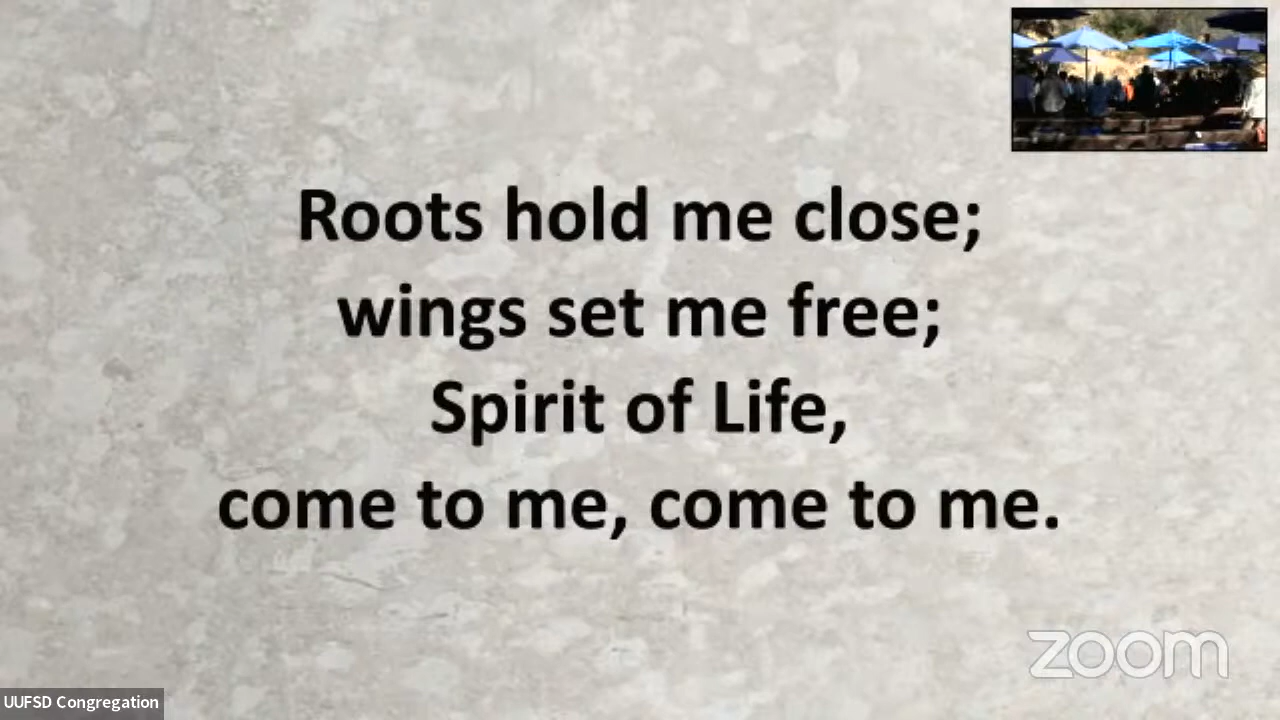 Roots hold me close;
wings set me free;
Spirit of Life,
come to me, come to me.
zoom
UUFSD Congregation